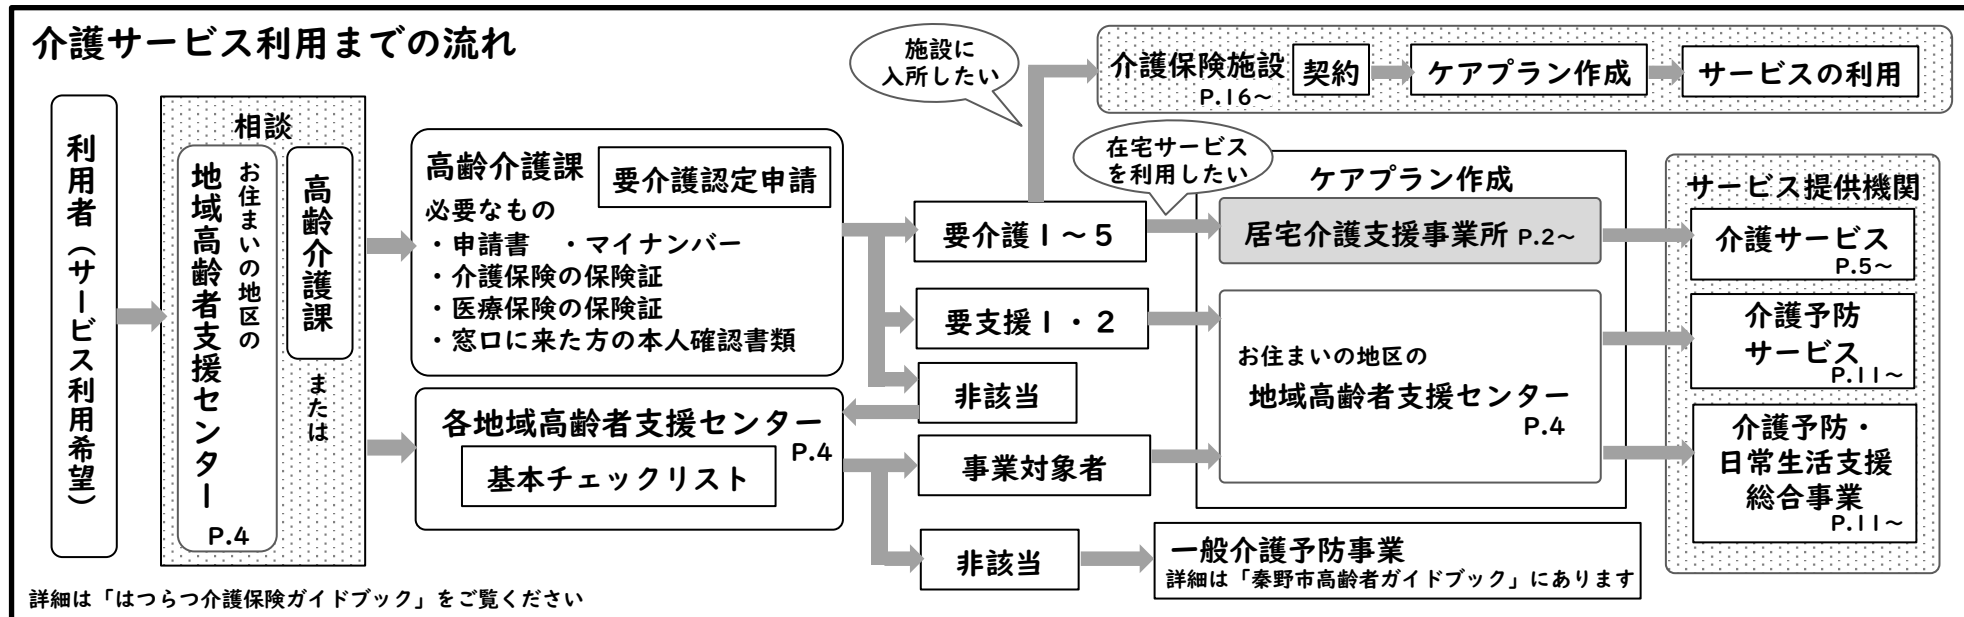 介護サービス利用までの流れ
利用者（サービス利用希望）
相談
お住まいの地区の
地域高齢者支援センター
P.4
高齢介護課
または
高齢介護課
要介護認定申請
必要なもの
・申請書　・マイナンバー
・介護保険の保険証
・医療保険の保険証
・窓口に来た方の本人確認書類
各地域高齢者支援センター
P.4
基本チェックリスト
要介護１～５
要支援１・２
非該当
事業対象者
非該当
施設に
入所したい
介護保険施設
P.16～
契約
ケアプラン作成
サービスの利用
在宅サービス
を利用したい
ケアプラン作成
居宅介護支援事業所 P.2～
お住まいの地区の
地域高齢者支援センター
P.4
一般介護予防事業
詳細は「秦野市高齢者ガイドブック」にあります
サービス提供機関
介護サービス
P.5～
介護予防
サービス
P.11～
介護予防・
日常生活支援
総合事業
P.11～
詳細は「はつらつ介護保険ガイドブック」をご覧ください